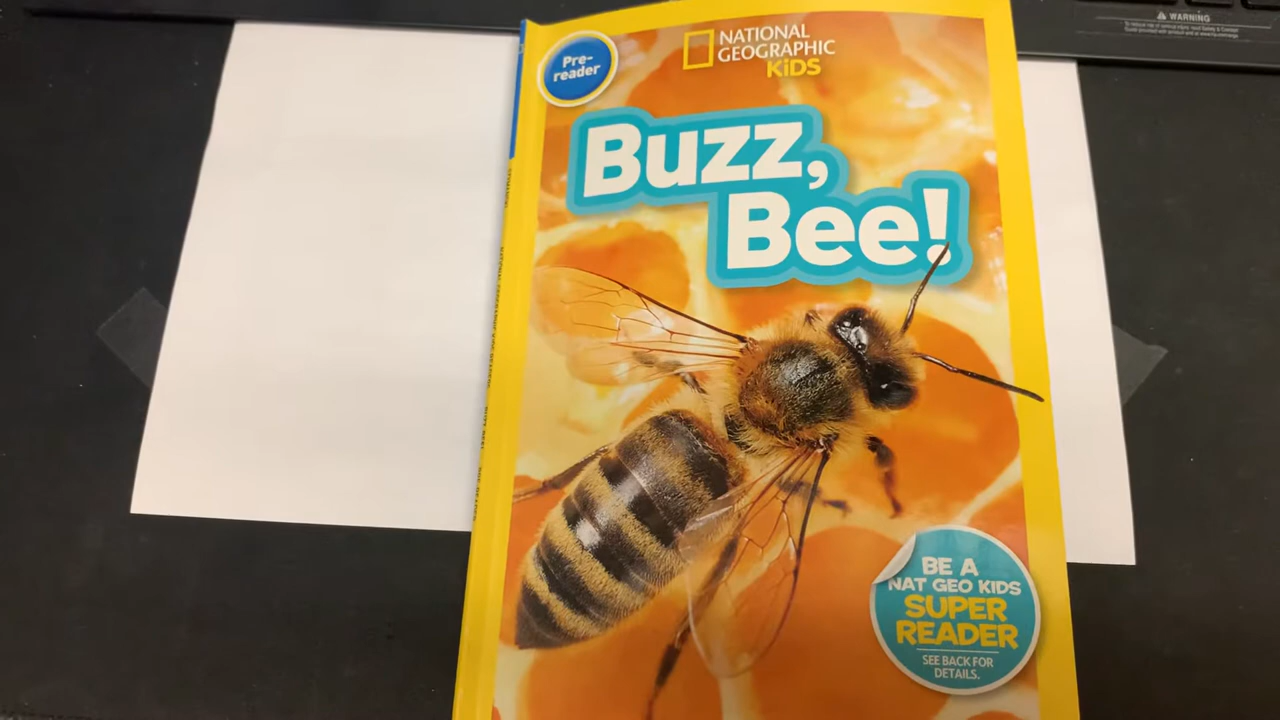 WARNING
Pre-
reader
NATIONAL
GEOGRAPHIC
KiDS
Buzz,
Bee!
BE A
NAT GEO KIDS
SUPER
READER
SEE BACK FOR
DETAILS.